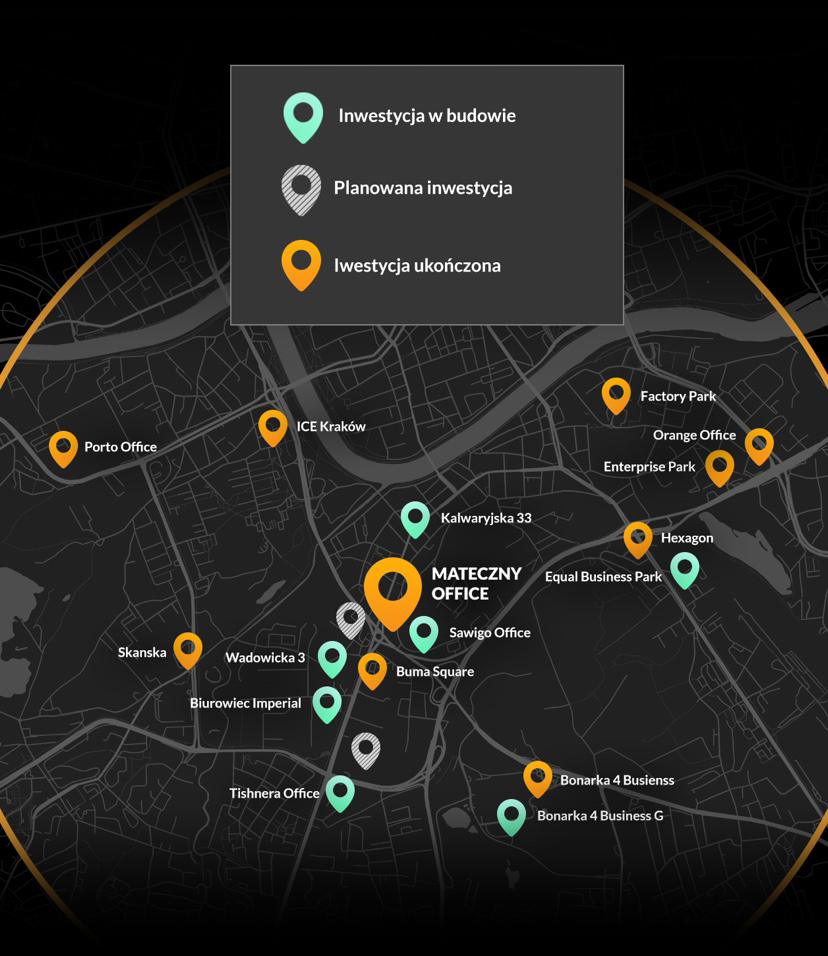 Inwestycja w budowie
Planowana inwestycja
Iwestycja ukończona
Factory Park
ICE Kraków
Orange Office
Porto Office
Enterprise Park
Kalwaryjska 33
Hexagon
MATECZNY
OFFICE
Equal Business Park
Sawigo Office
Skanska
Wadowicka 3
Buma Square
Biurowiec Imperial
Bonarka 4 Busienss
Tishnera Office
Bonarka 4 Business G